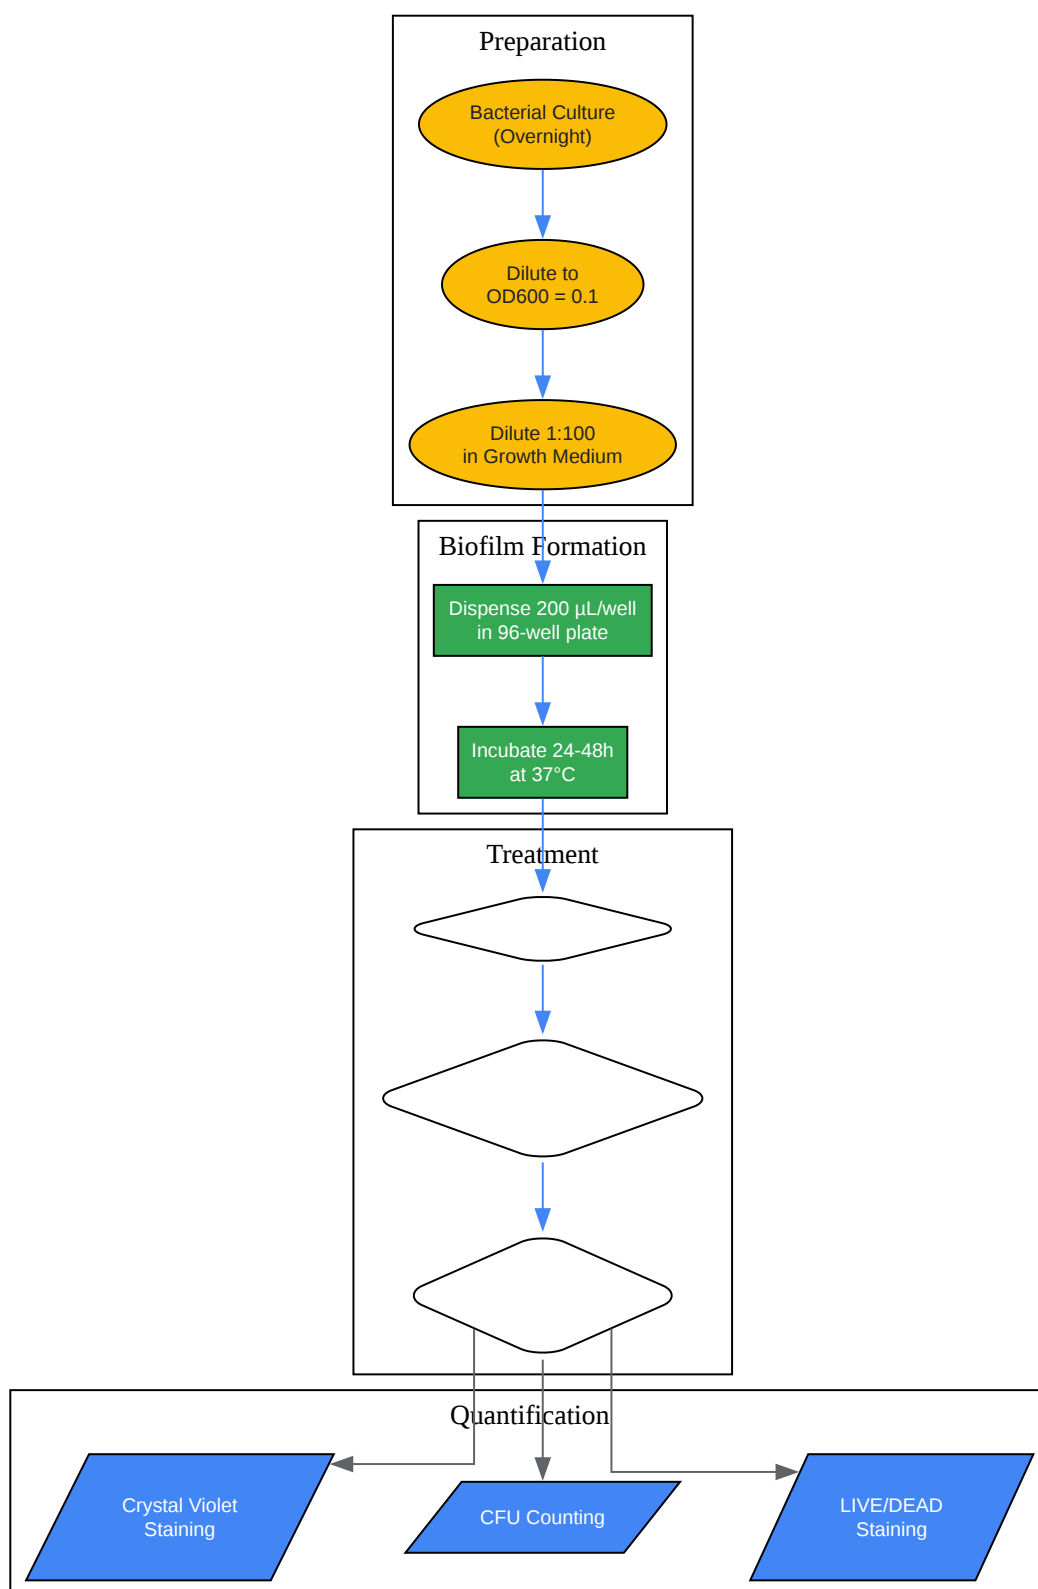 Preparation
Bacterial Culture
(Overnight)
Dilute to
OD600 = 0.1
Dilute 1:100
in Growth Medium
Biofilm Formation
Dispense 200 µL/well
in 96-well plate
Incubate 24-48h
at 37°C
Treatment
Quantification
Crystal Violet
Staining
CFU Counting
LIVE/DEAD
Staining